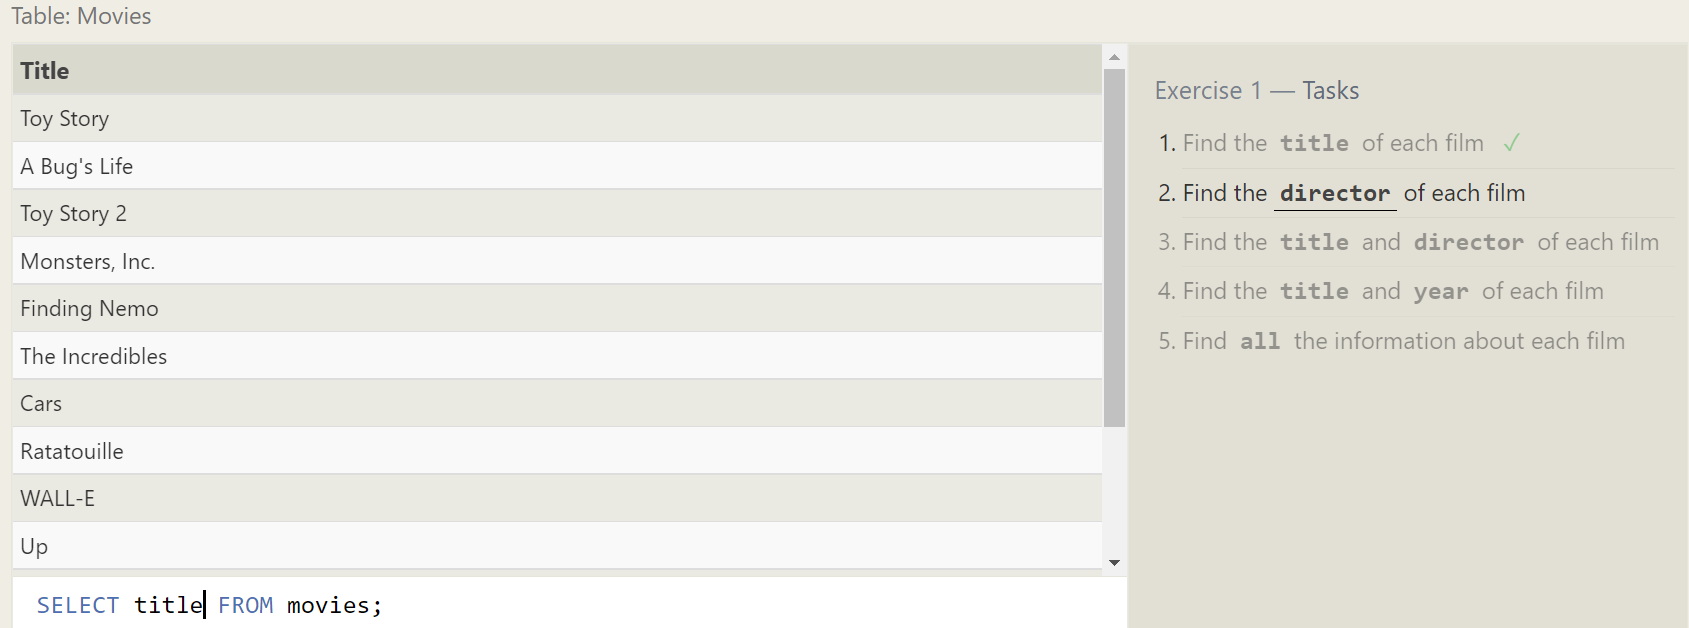 Table: Movies
Title
Toy Story
A Bug's Life
Toy Story 2
Monsters, Inc.
Finding Nemo
The Incredibles
Cars
Ratatouille
WALL-E
Up
SELECT title FROM movies;
Exercise 1 — Tasks
1. Find the title of each film ✓
2. Find the director of each film
3. Find the title and director of each film
4. Find the title and year of each film
5. Find all the information about each film